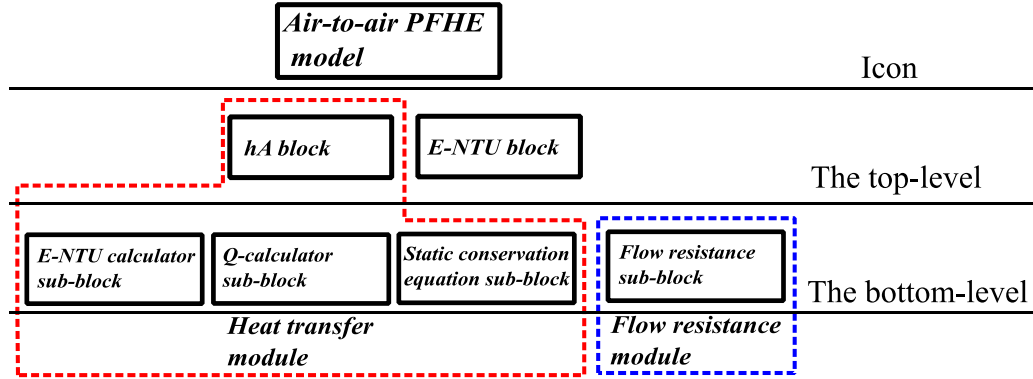 Air-to-air PFHE
model
Icon
hA block
E-NTU block
The top-level
E-NTU calculator
sub-block
Q-calculator
sub-block
Static conservation
equation sub-block
Flow resistance
sub-block
The bottom-level
Heat transfer
module
Flow resistance
module